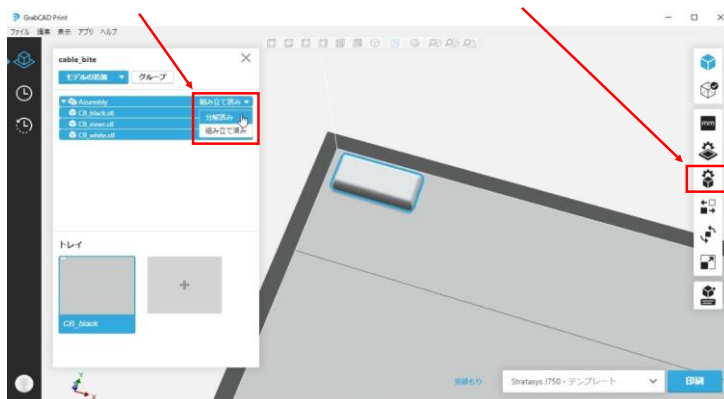 GrabCAD Print
ファイル 編集 表示 アプリ ヘルプ
cable_bite
モデルの追加 グループ
Assembly 組み立て済み
CB_black.stl 分解済み
CB_inner.stl 組み立て済み
CB_white.stl
mm
トレイ
CB_black
Y
X
見積もり
Stratasys J750 - テンプレート
印刷